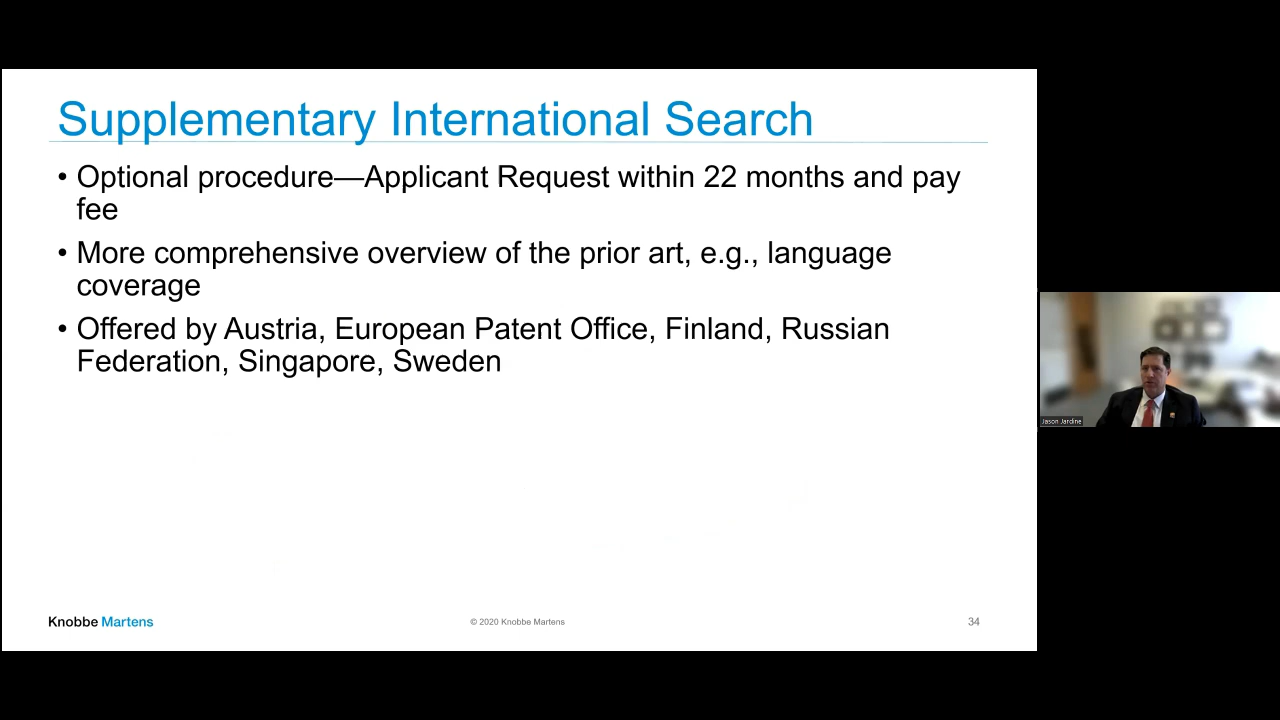 Supplementary International Search
• Optional procedure—Applicant Request within 22 months and pay
fee
• More comprehensive overview of the prior art, e.g., language
coverage
• Offered by Austria, European Patent Office, Finland, Russian
Federation, Singapore, Sweden
Jason Jardine
Knobbe Martens
© 2020 Knobbe Martens
34